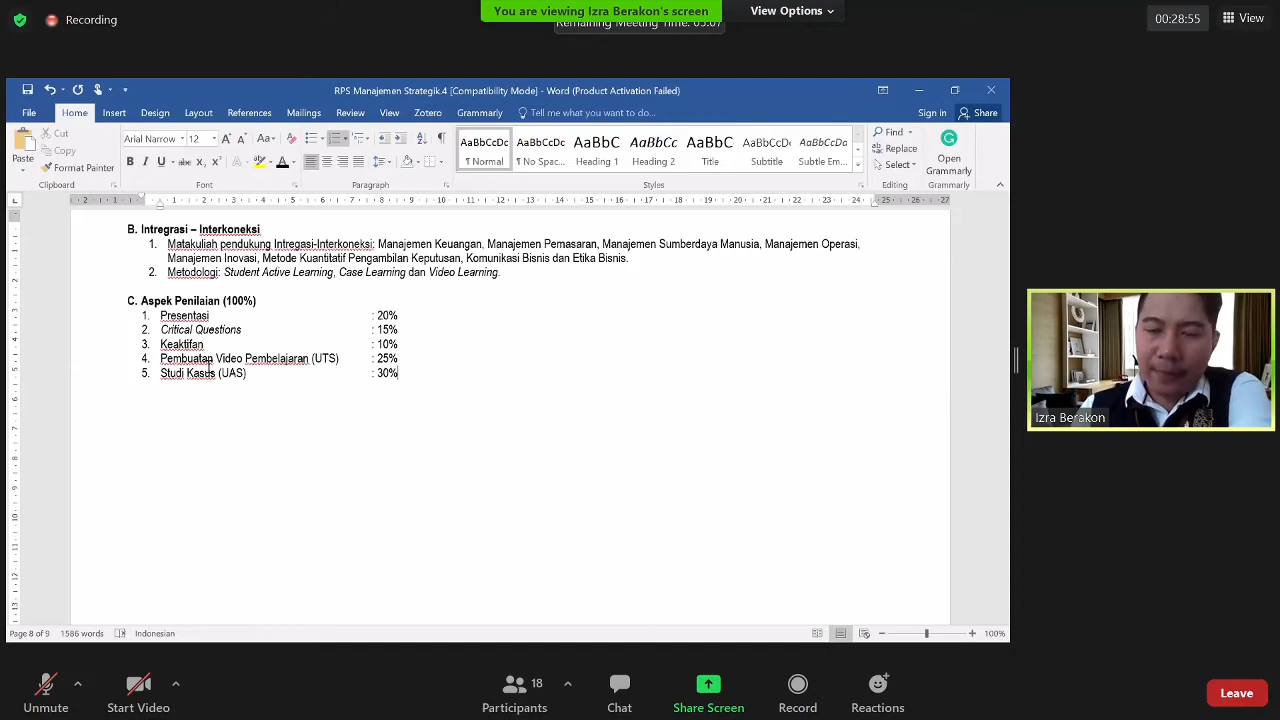 Recording
You are viewing Izra Berakon's screen
View Options
Remaining Meeting Time: 05:07
00:28:55
View
RPS Manajemen Strategik.4 [Compatibility Mode] - Word (Product Activation Failed)
File Home Insert Design Layout References Mailings Review View Zotero Grammarly Tell me what you want to do... Sign in Share
Paste
Cut
Copy
Format Painter
Clipboard
Arial Narrow 12
Font
Paragraph
AaBbCcDc AaBbCcDc AaBbC AaBbCc AaBbC AaBbCcDc AaBbCcDc
¶ Normal ¶ No Spac... Heading 1 Heading 2 Title Subtitle Subtle Em...
Styles
Find
Replace
Select
Editing
Open Grammarly
Grammarly
B. Intregrasi – Interkoneksi
1. Matakuliah pendukung Intregasi-Interkoneksi: Manajemen Keuangan, Manajemen Pemasaran, Manajemen Sumberdaya Manusia, Manajemen Operasi,
Manajemen Inovasi, Metode Kuantitatif Pengambilan Keputusan, Komunikasi Bisnis dan Etika Bisnis.
2. Metodologi: Student Active Learning, Case Learning dan Video Learning.
C. Aspek Penilaian (100%)
1. Presentasi : 20%
2. Critical Questions : 15%
3. Keaktifan : 10%
4. Pembuatan Video Pembelajaran (UTS) : 25%
5. Studi Kasus (UAS) : 30%
Page 8 of 9 1586 words Indonesian 100%
Izra Berakon
Unmute Start Video Participants 18 Chat Share Screen Record Reactions Leave